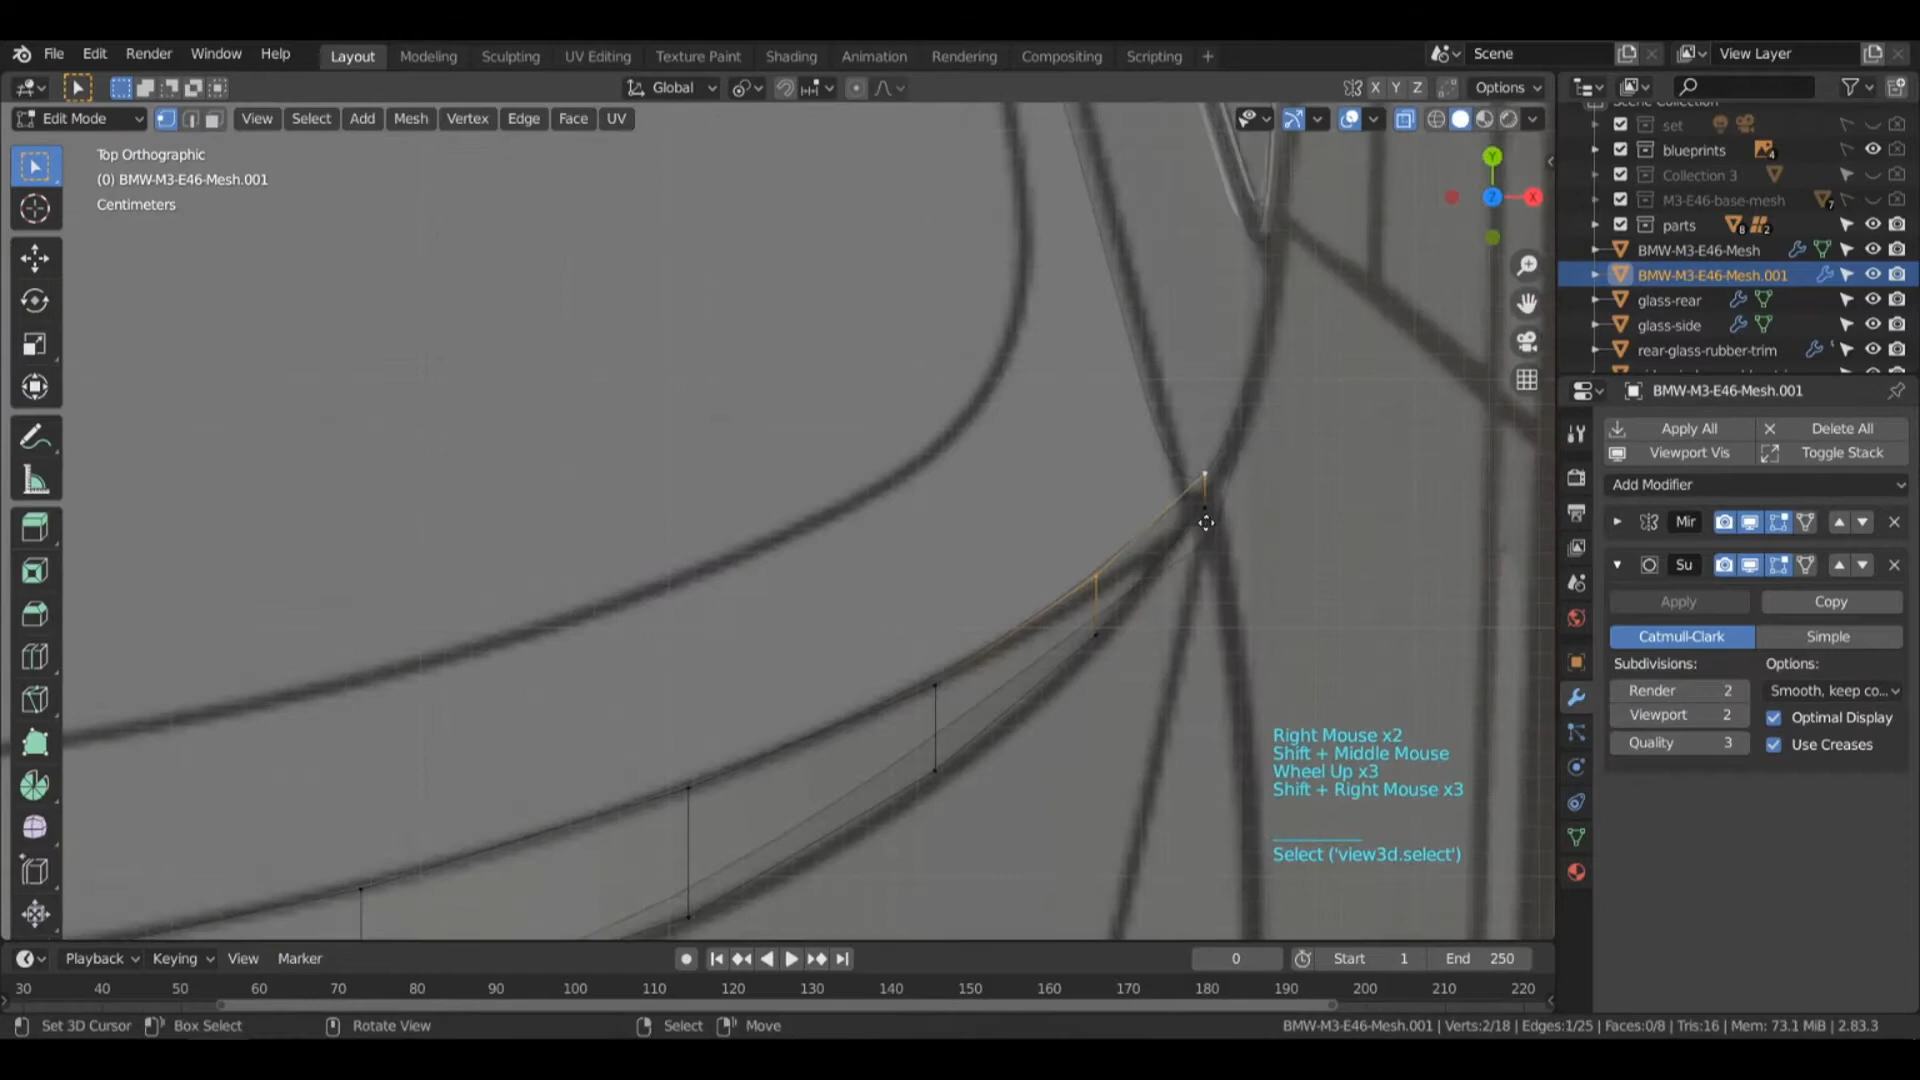 File Edit Render Window Help Layout Modeling Sculpting UV Editing Texture Paint Shading Animation Rendering Compositing Scripting + Scene View Layer
Global X Y Z Options
Edit Mode View Select Add Mesh Vertex Edge Face UV
Top Orthographic
(0) BMW-M3-E46-Mesh.001
Centimeters
Y
Z
X
Scene Collection
set
blueprints 4
Collection 3
M3-E46-base-mesh 7
parts 8 2
BMW-M3-E46-Mesh
BMW-M3-E46-Mesh.001
glass-rear
glass-side
rear-glass-rubber-trim
BMW-M3-E46-Mesh.001
Apply All Delete All
Viewport Vis Toggle Stack
Add Modifier
Mir
Su
Apply Copy
Catmull-Clark Simple
Subdivisions: Options:
Render 2 Smooth, keep co...
Viewport 2 Optimal Display
Quality 3 Use Creases
Right Mouse x2
Shift + Middle Mouse
Wheel Up x3
Shift + Right Mouse x3
Select ('view3d.select')
Playback Keying View Marker 0 Start 1 End 250
30 40 50 60 70 80 90 100 110 120 130 140 150 160 170 180 190 200 210 220
Set 3D Cursor Box Select Rotate View Select Move BMW-M3-E46-Mesh.001 | Verts:2/18 | Edges:1/25 | Faces:0/8 | Tris:16 | Mem: 73.1 MiB | 2.83.3